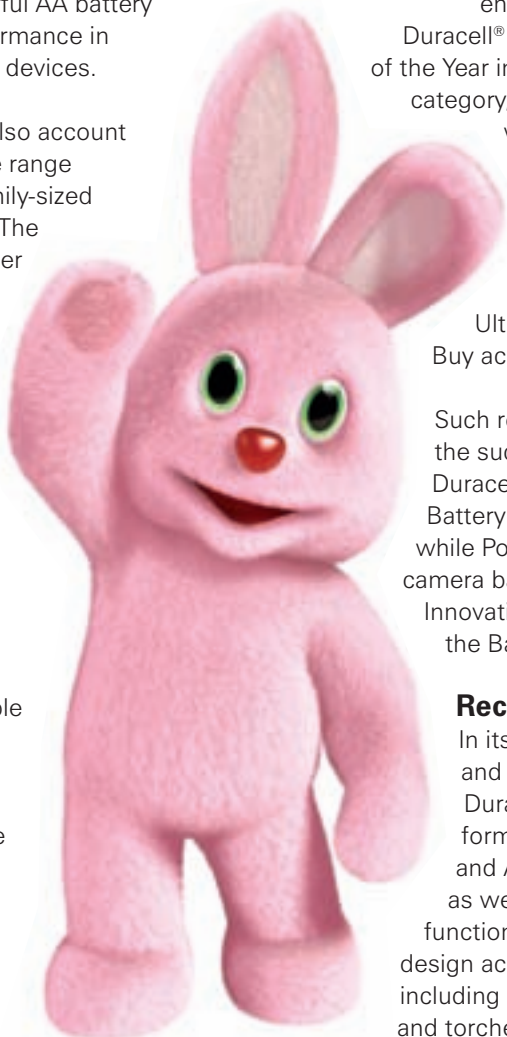 ful AA battery
rmance in
devices.
lso account
range
ily-sized
The
er
le
e
en
Duracell®
of the Year in
category,
Ult
Buy ac
Such re
the suc
Durace
Battery
while Po
camera ba
Innovati
the Ba
Rec
In its
and
Dura
form
and A
as we
function
design ac
including
and torche